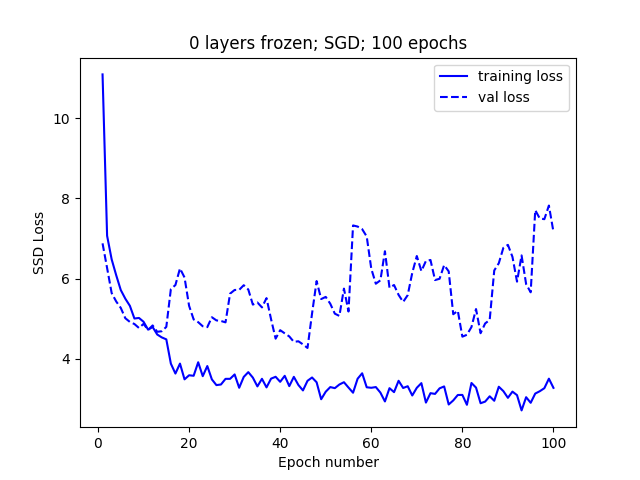 0 layers frozen; SGD; 100 epochs
training loss
val loss
10
8
6
4
SSD Loss
0 20 40 60 80 100
Epoch number